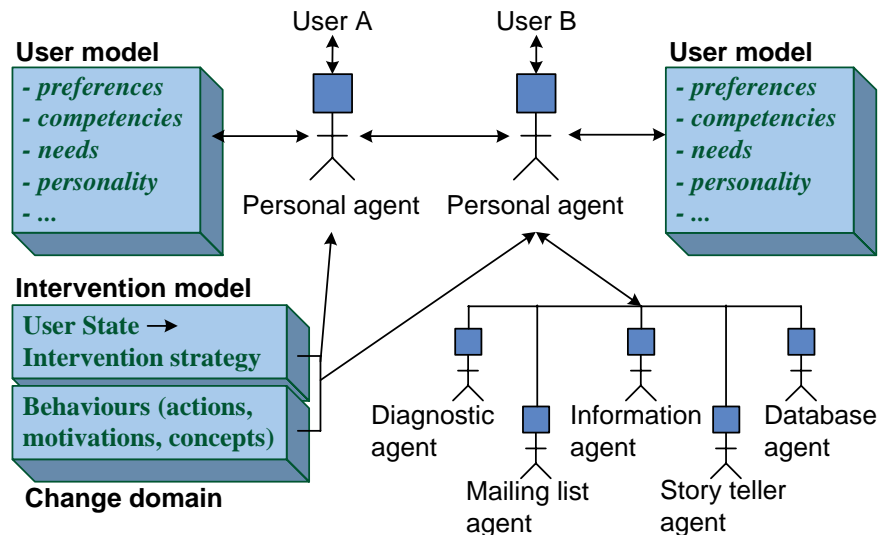 User A
User B
User model
- preferences
- competencies
- needs
- personality
- ...
User model
- preferences
- competencies
- needs
- personality
- ...
Personal agent
Personal agent
Intervention model
User State →
Intervention strategy
Behaviours (actions,
motivations, concepts)
Change domain
Diagnostic
agent
Information
agent
Database
agent
Mailing list
agent
Story teller
agent